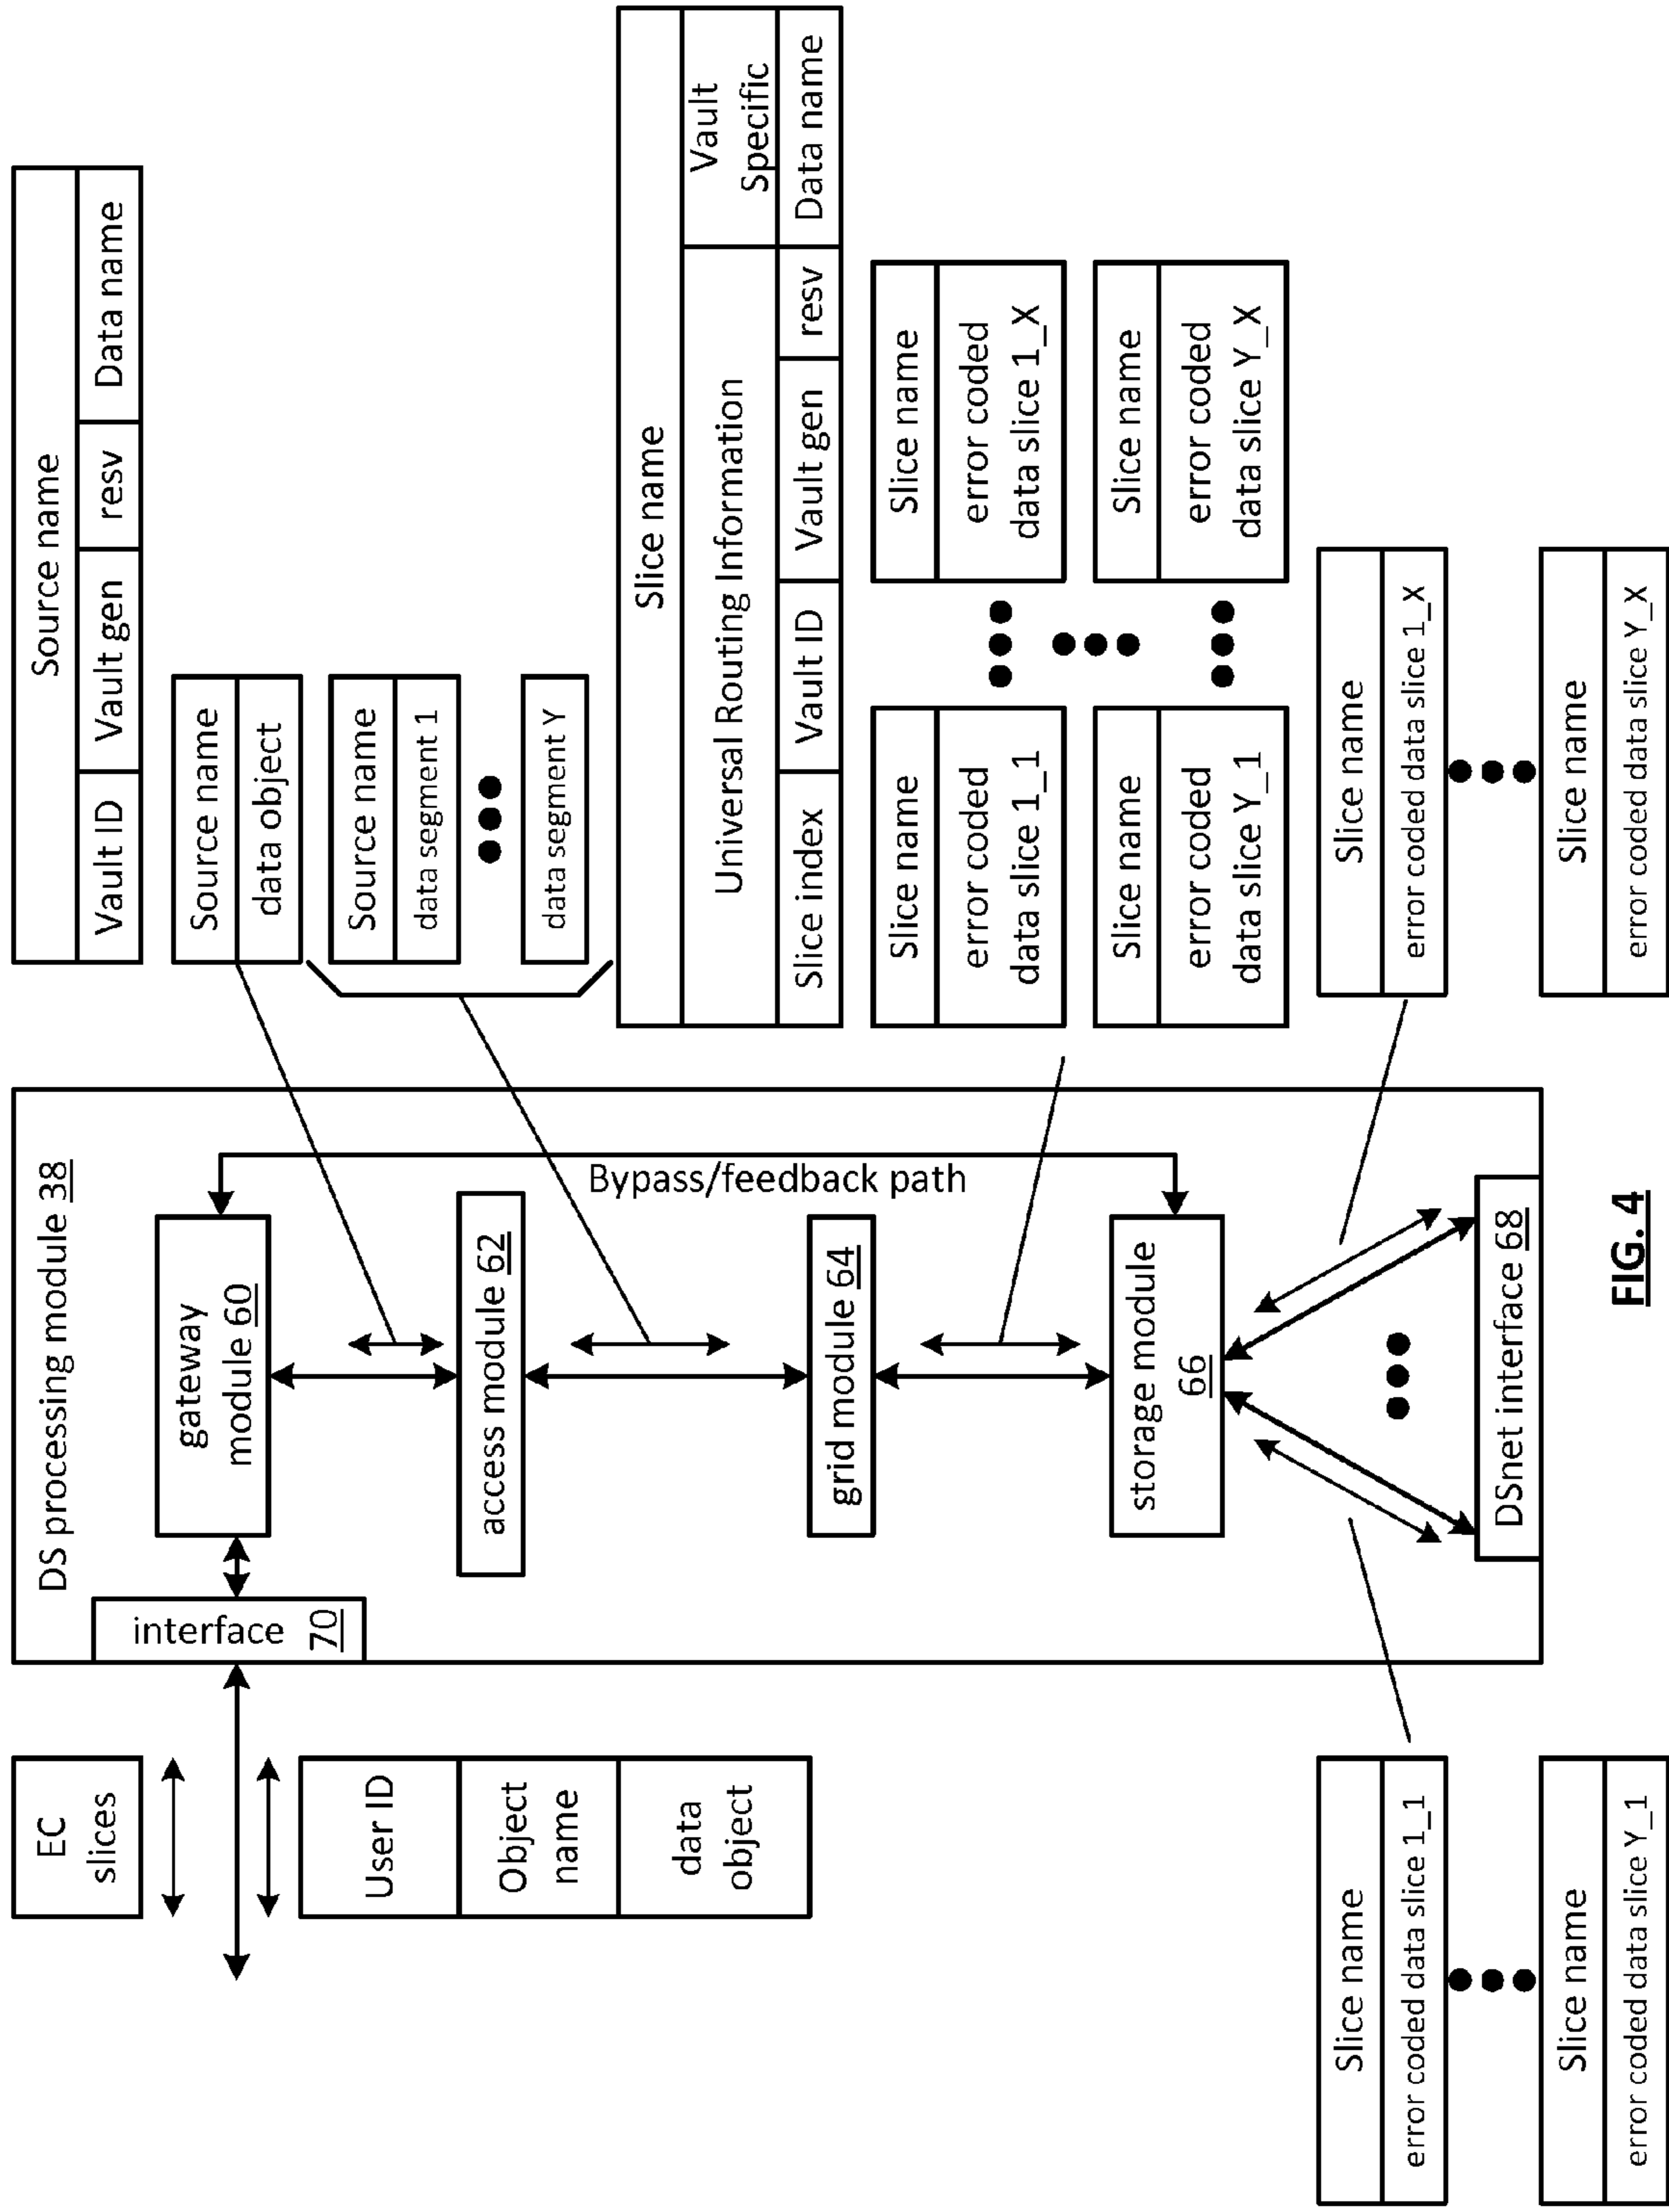 EC
slices
User ID
Object
name
data
object
DS processing module 38
interface 70
gateway
module 60
access module 62
Bypass/feedback path
grid module 64
storage module
66
DSnet interface 68
Source name
Vault ID Vault gen resv Data name
Source name
data object
Source name
data segment 1
data segment Y
Slice name
Universal Routing Information
Vault
Specific
Slice index Vault ID Vault gen resv Data name
Slice name
error coded
data slice 1_1
Slice name
error coded
data slice 1_X
Slice name
error coded
data slice Y_1
Slice name
error coded
data slice Y_X
Slice name
error coded data slice 1_1
Slice name
error coded data slice Y_1
Slice name
error coded data slice 1_X
Slice name
error coded data slice Y_X
FIG. 4